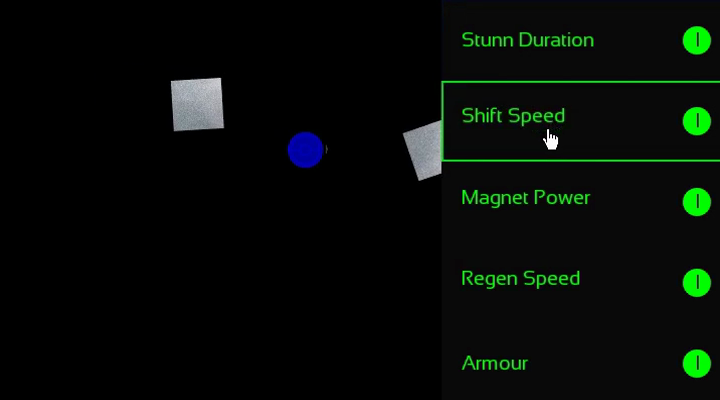 Stunn Duration
Shift Speed
Magnet Power
Regen Speed
Armour